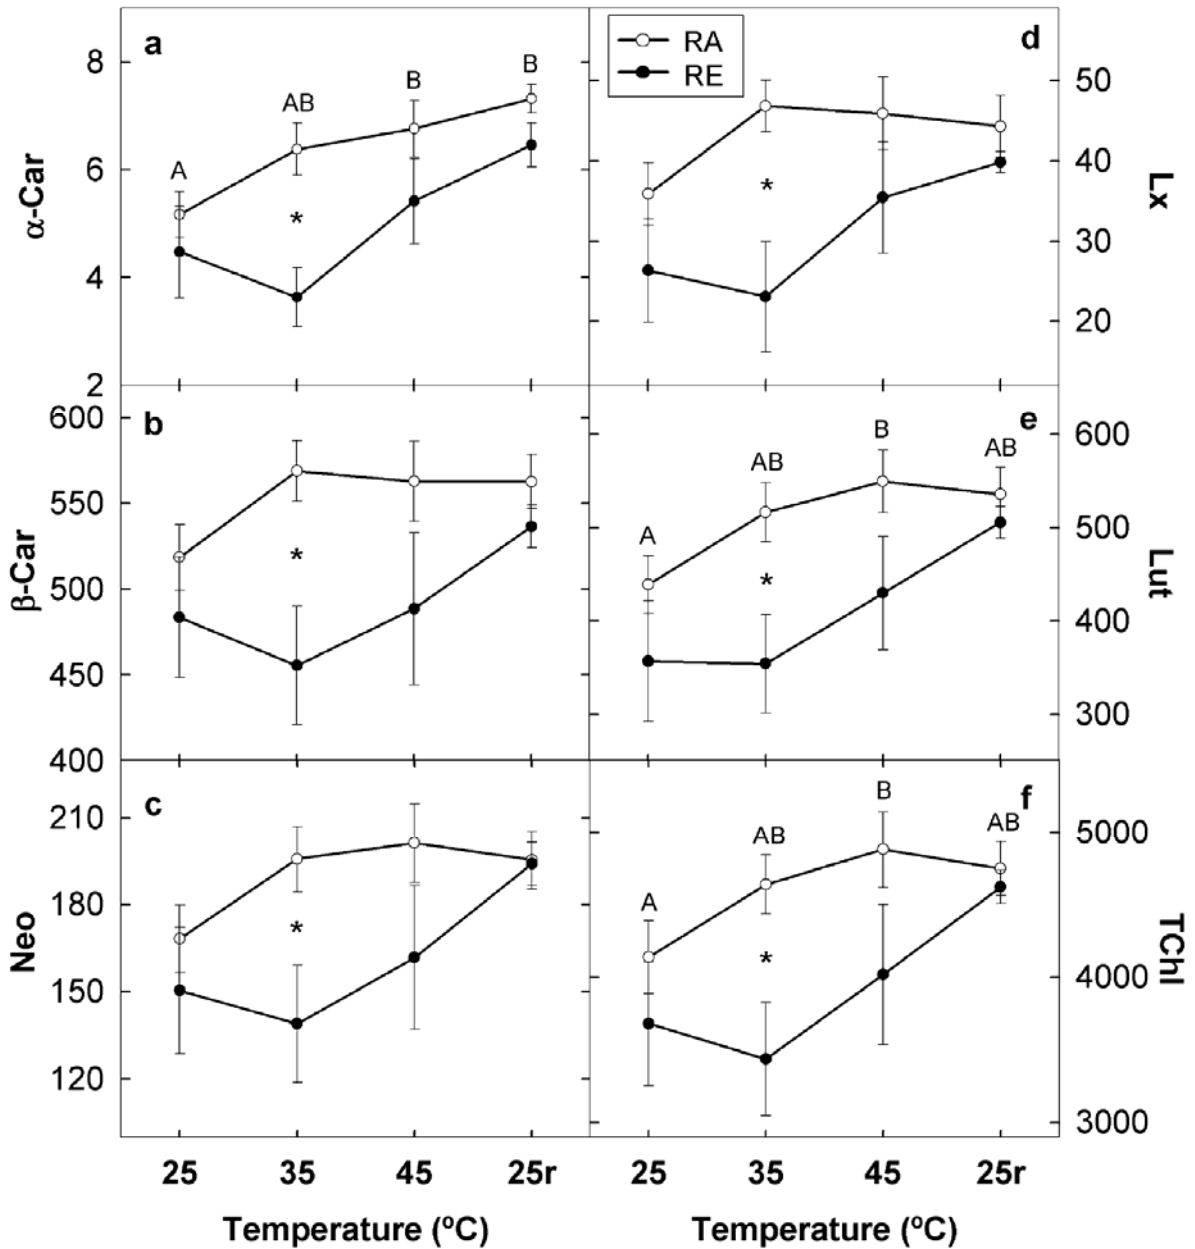 a
α-Car
8
6
4
2
A
AB
B
B
*
RA
RE
d
Lx
50
40
30
20
*
b
β-Car
600
550
500
450
400
*
e
Lut
600
500
400
300
A
AB
B
AB
*
c
Neo
210
180
150
120
*
f
TChl
5000
4000
3000
A
AB
B
AB
*
25 35 45 25r
25 35 45 25r
Temperature (ºC)
Temperature (ºC)